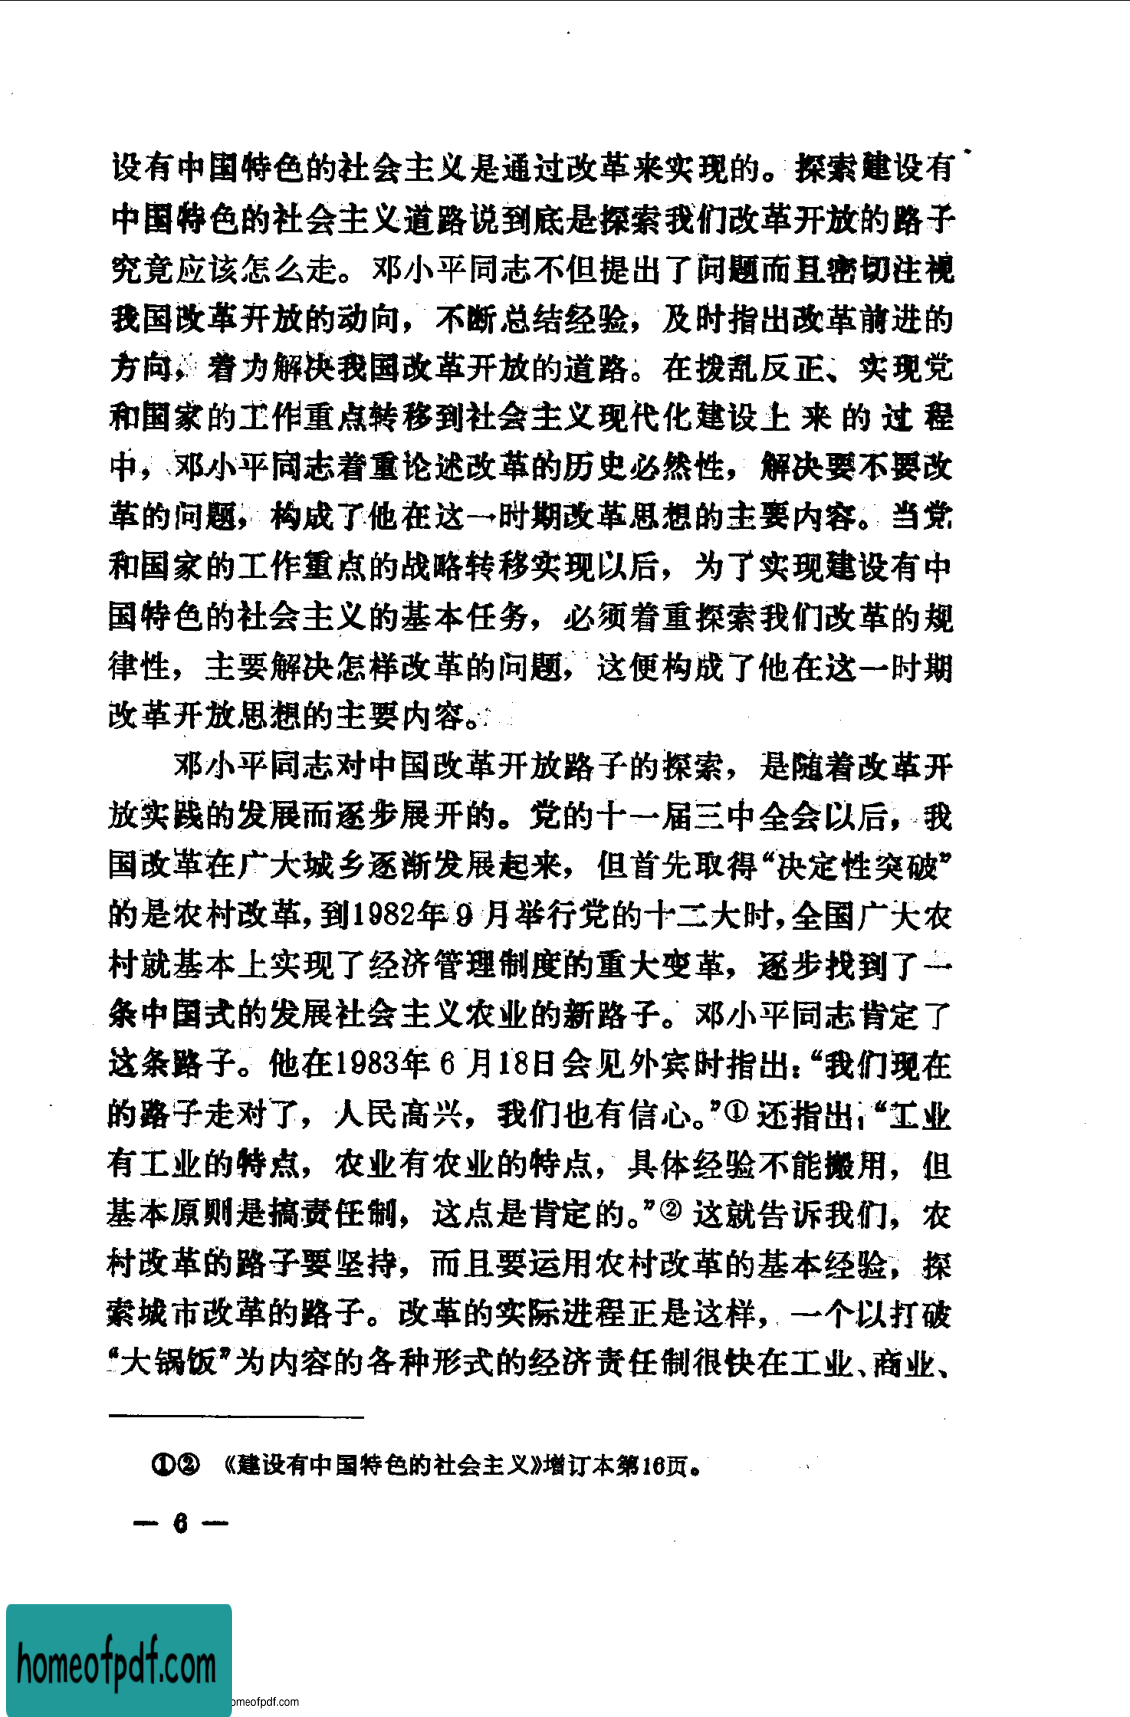 设有中国特色的社会主义是通过改革来实现的。探索建设有
中国特色的社会主义道路说到底是探索我们改革开放的路子
究竟应该怎么走。邓小平同志不但提出了问题而且密切注视
我国改革开放的动向，不断总结经验，及时指出改革前进的
方向，着力解决我国改革开放的道路。在拨乱反正、实现党
和国家的工作重点转移到社会主义现代化建设上来的过程
中，邓小平同志着重论述改革的历史必然性，解决要不要改
革的问题，构成了他在这一时期改革思想的主要内容。当党
和国家的工作重点的战略转移实现以后，为了实现建设有中
国特色的社会主义的基本任务，必须着重探索我们改革的规
律性，主要解决怎样改革的问题，这便构成了他在这一时期
改革开放思想的主要内容。
邓小平同志对中国改革开放路子的探索，是随着改革开
放实践的发展而逐步展开的。党的十一届三中全会以后，我
国改革在广大城乡逐渐发展起来，但首先取得“决定性突破”
的是农村改革，到1982年9月举行党的十二大时，全国广大农
村就基本上实现了经济管理制度的重大变革，逐步找到了一
条中国式的发展社会主义农业的新路子。邓小平同志肯定了
这条路子。他在1983年6月18日会见外宾时指出：“我们现在
的路子走对了，人民高兴，我们也有信心。”①还指出：“工业
有工业的特点，农业有农业的特点，具体经验不能搬用，但
基本原则是搞责任制，这点是肯定的。”②这就告诉我们，农
村改革的路子要坚持，而且要运用农村改革的基本经验，探
索城市改革的路子。改革的实际进程正是这样，一个以打破
“大锅饭”为内容的各种形式的经济责任制很快在工业、商业、
①② 《建设有中国特色的社会主义》增订本第16页。
— 6 —
homeofpdf.com
omeofpdf.com